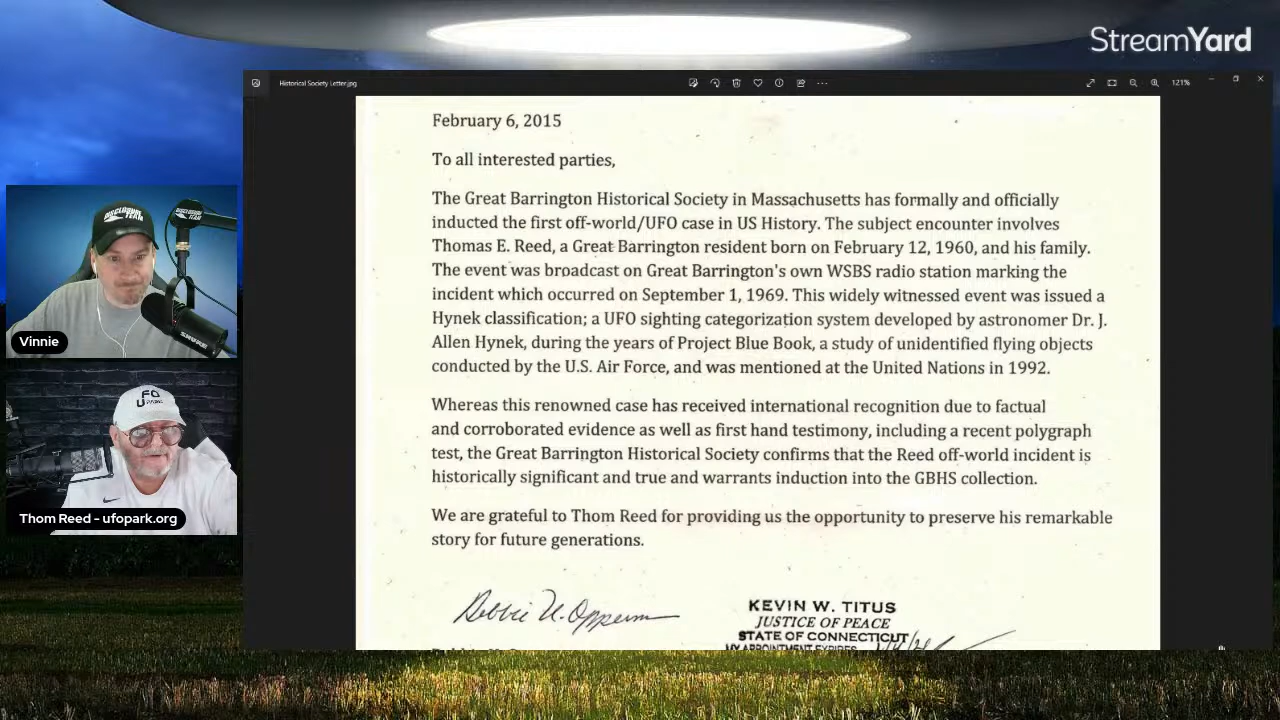 StreamYard
Historical Society Letter.jpg
121%
February 6, 2015
To all interested parties,
The Great Barrington Historical Society in Massachusetts has formally and officially
inducted the first off-world/UFO case in US History. The subject encounter involves
Thomas E. Reed, a Great Barrington resident born on February 12, 1960, and his family.
The event was broadcast on Great Barrington's own WSBS radio station marking the
incident which occurred on September 1, 1969. This widely witnessed event was issued a
Hynek classification; a UFO sighting categorization system developed by astronomer Dr. J.
Allen Hynek, during the years of Project Blue Book, a study of unidentified flying objects
conducted by the U.S. Air Force, and was mentioned at the United Nations in 1992.
Whereas this renowned case has received international recognition due to factual
and corroborated evidence as well as first hand testimony, including a recent polygraph
test, the Great Barrington Historical Society confirms that the Reed off-world incident is
historically significant and true and warrants induction into the GBHS collection.
We are grateful to Thom Reed for providing us the opportunity to preserve his remarkable
story for future generations.
KEVIN W. TITUS
JUSTICE OF PEACE
STATE OF CONNECTICUT
MY APPOINTMENT EXPIRES
DISCLOSURE TEAM
Vinnie
SHURE
UFO
Thom Reed - ufopark.org